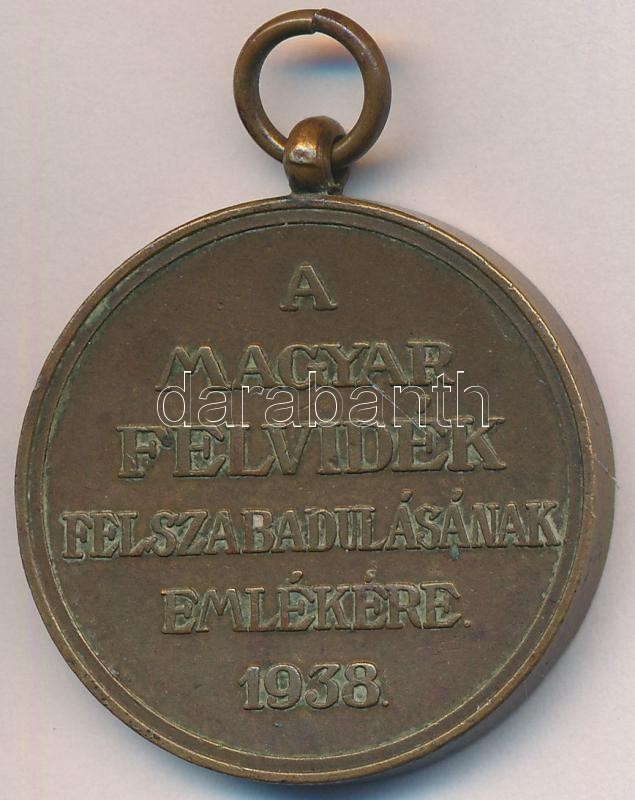 A
MAGYAR
darabanth
FELVIDÉK
FELSZABADULÁSÁNAK
EMLÉKÉRE.
1938.